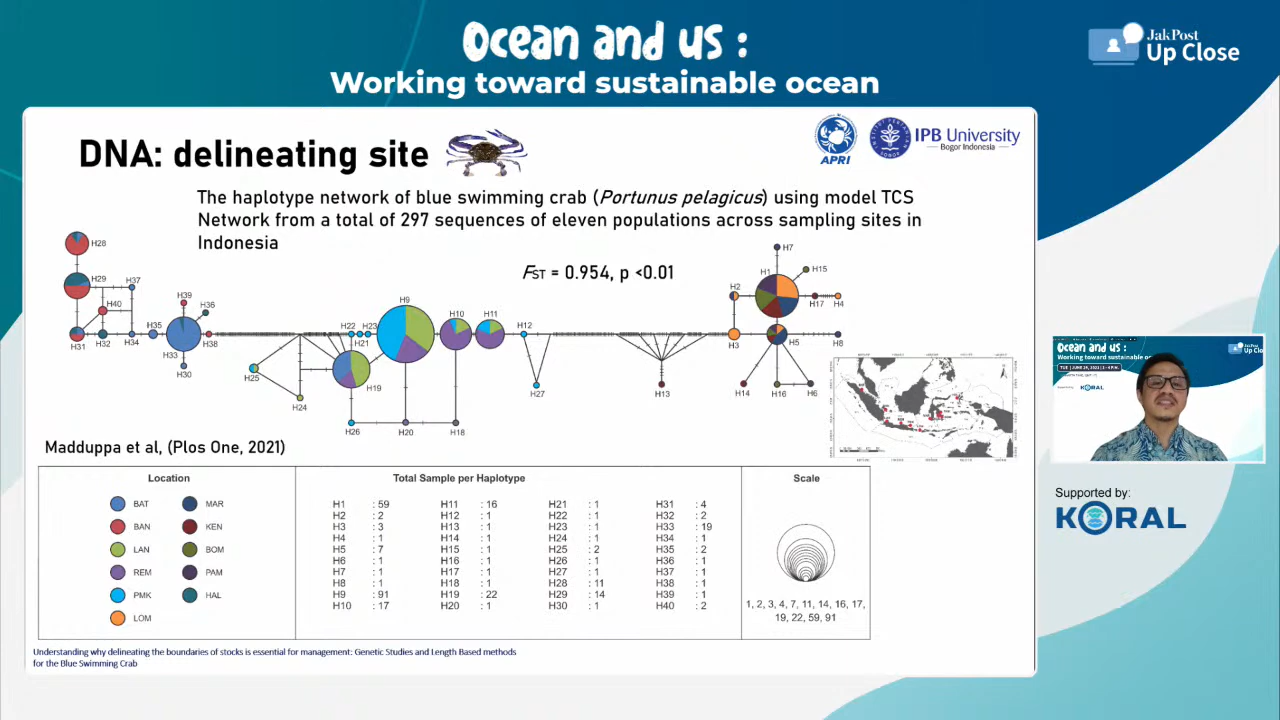 Ocean and us :
Working toward sustainable ocean
JakPost
Up Close
DNA: delineating site
APRI
IPB University
Bogor Indonesia
The haplotype network of blue swimming crab (Portunus pelagicus) using model TCS
Network from a total of 297 sequences of eleven populations across sampling sites in
Indonesia
FST = 0.954, p <0.01
H28
H29
H37
H40
H31
H32
H34
H35
H39
H36
H33
H38
H30
H25
H24
H22
H23
H21
H19
H26
H9
H20
H10
H18
H11
H12
H27
H13
H7
H1
H15
H2
H17
H4
H3
H5
H8
H14
H16
H6
Madduppa et al, (Plos One, 2021)
Location
BAT
MAR
BAN
KEN
LAN
BOM
REM
PAM
PMK
HAL
LOM
Total Sample per Haplotype
H1 : 59
H2 : 2
H3 : 3
H4 : 1
H5 : 7
H6 : 1
H7 : 1
H8 : 1
H9 : 91
H10 : 17
H11 : 16
H12 : 1
H13 : 1
H14 : 1
H15 : 1
H16 : 1
H17 : 1
H18 : 1
H19 : 22
H20 : 1
H21 : 1
H22 : 1
H23 : 1
H24 : 1
H25 : 2
H26 : 1
H27 : 1
H28 : 11
H29 : 14
H30 : 1
H31 : 4
H32 : 2
H33 : 19
H34 : 1
H35 : 2
H36 : 1
H37 : 1
H38 : 1
H39 : 1
H40 : 2
Scale
1, 2, 3, 4, 7, 11, 14, 16, 17,
19, 22, 59, 91
Understanding why delineating the boundaries of stocks is essential for management: Genetic Studies and Length Based methods
for the Blue Swimming Crab
Ocean and us :
Working toward sustainable
Up Clo
KORAL
Supported by:
KORAL